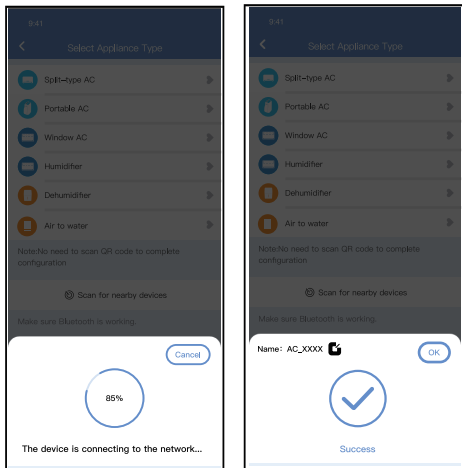 9:41
Select Appliance Type
Split-type AC
Portable AC
Window AC
Humidifier
Dehumidifier
Air to water
Note:No need to scan QR code to complete
configuration
Scan for nearby devices
Make sure Bluetooth is working.
Cancel
85%
The device is connecting to the network...
9:41
Select Appliance Type
Split-type AC
Portable AC
Window AC
Humidifier
Dehumidifier
Air to water
Note:No need to scan QR code to complete
configuration
Scan for nearby devices
Make sure Bluetooth is working.
Name: AC_XXXX
OK
Success